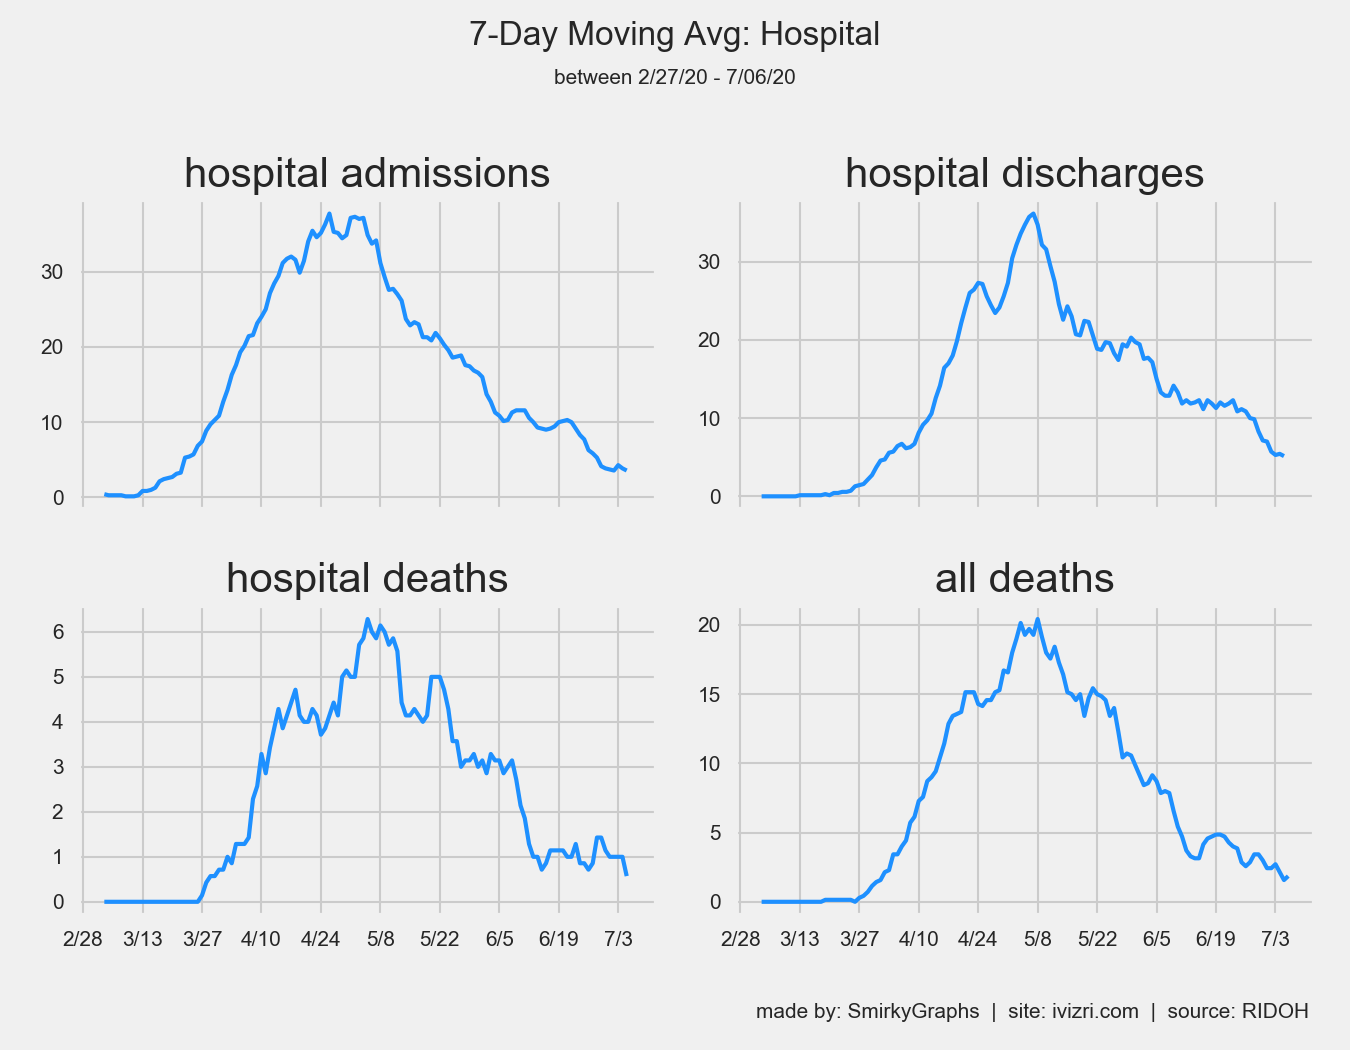 7-Day Moving Avg: Hospital
between 2/27/20 - 7/06/20
hospital admissions
30
20
10
0
hospital discharges
30
20
10
0
hospital deaths
6
5
4
3
2
1
0
2/28 3/13 3/27 4/10 4/24 5/8 5/22 6/5 6/19 7/3
all deaths
20
15
10
5
0
2/28 3/13 3/27 4/10 4/24 5/8 5/22 6/5 6/19 7/3
made by: SmirkyGraphs | site: ivizri.com | source: RIDOH